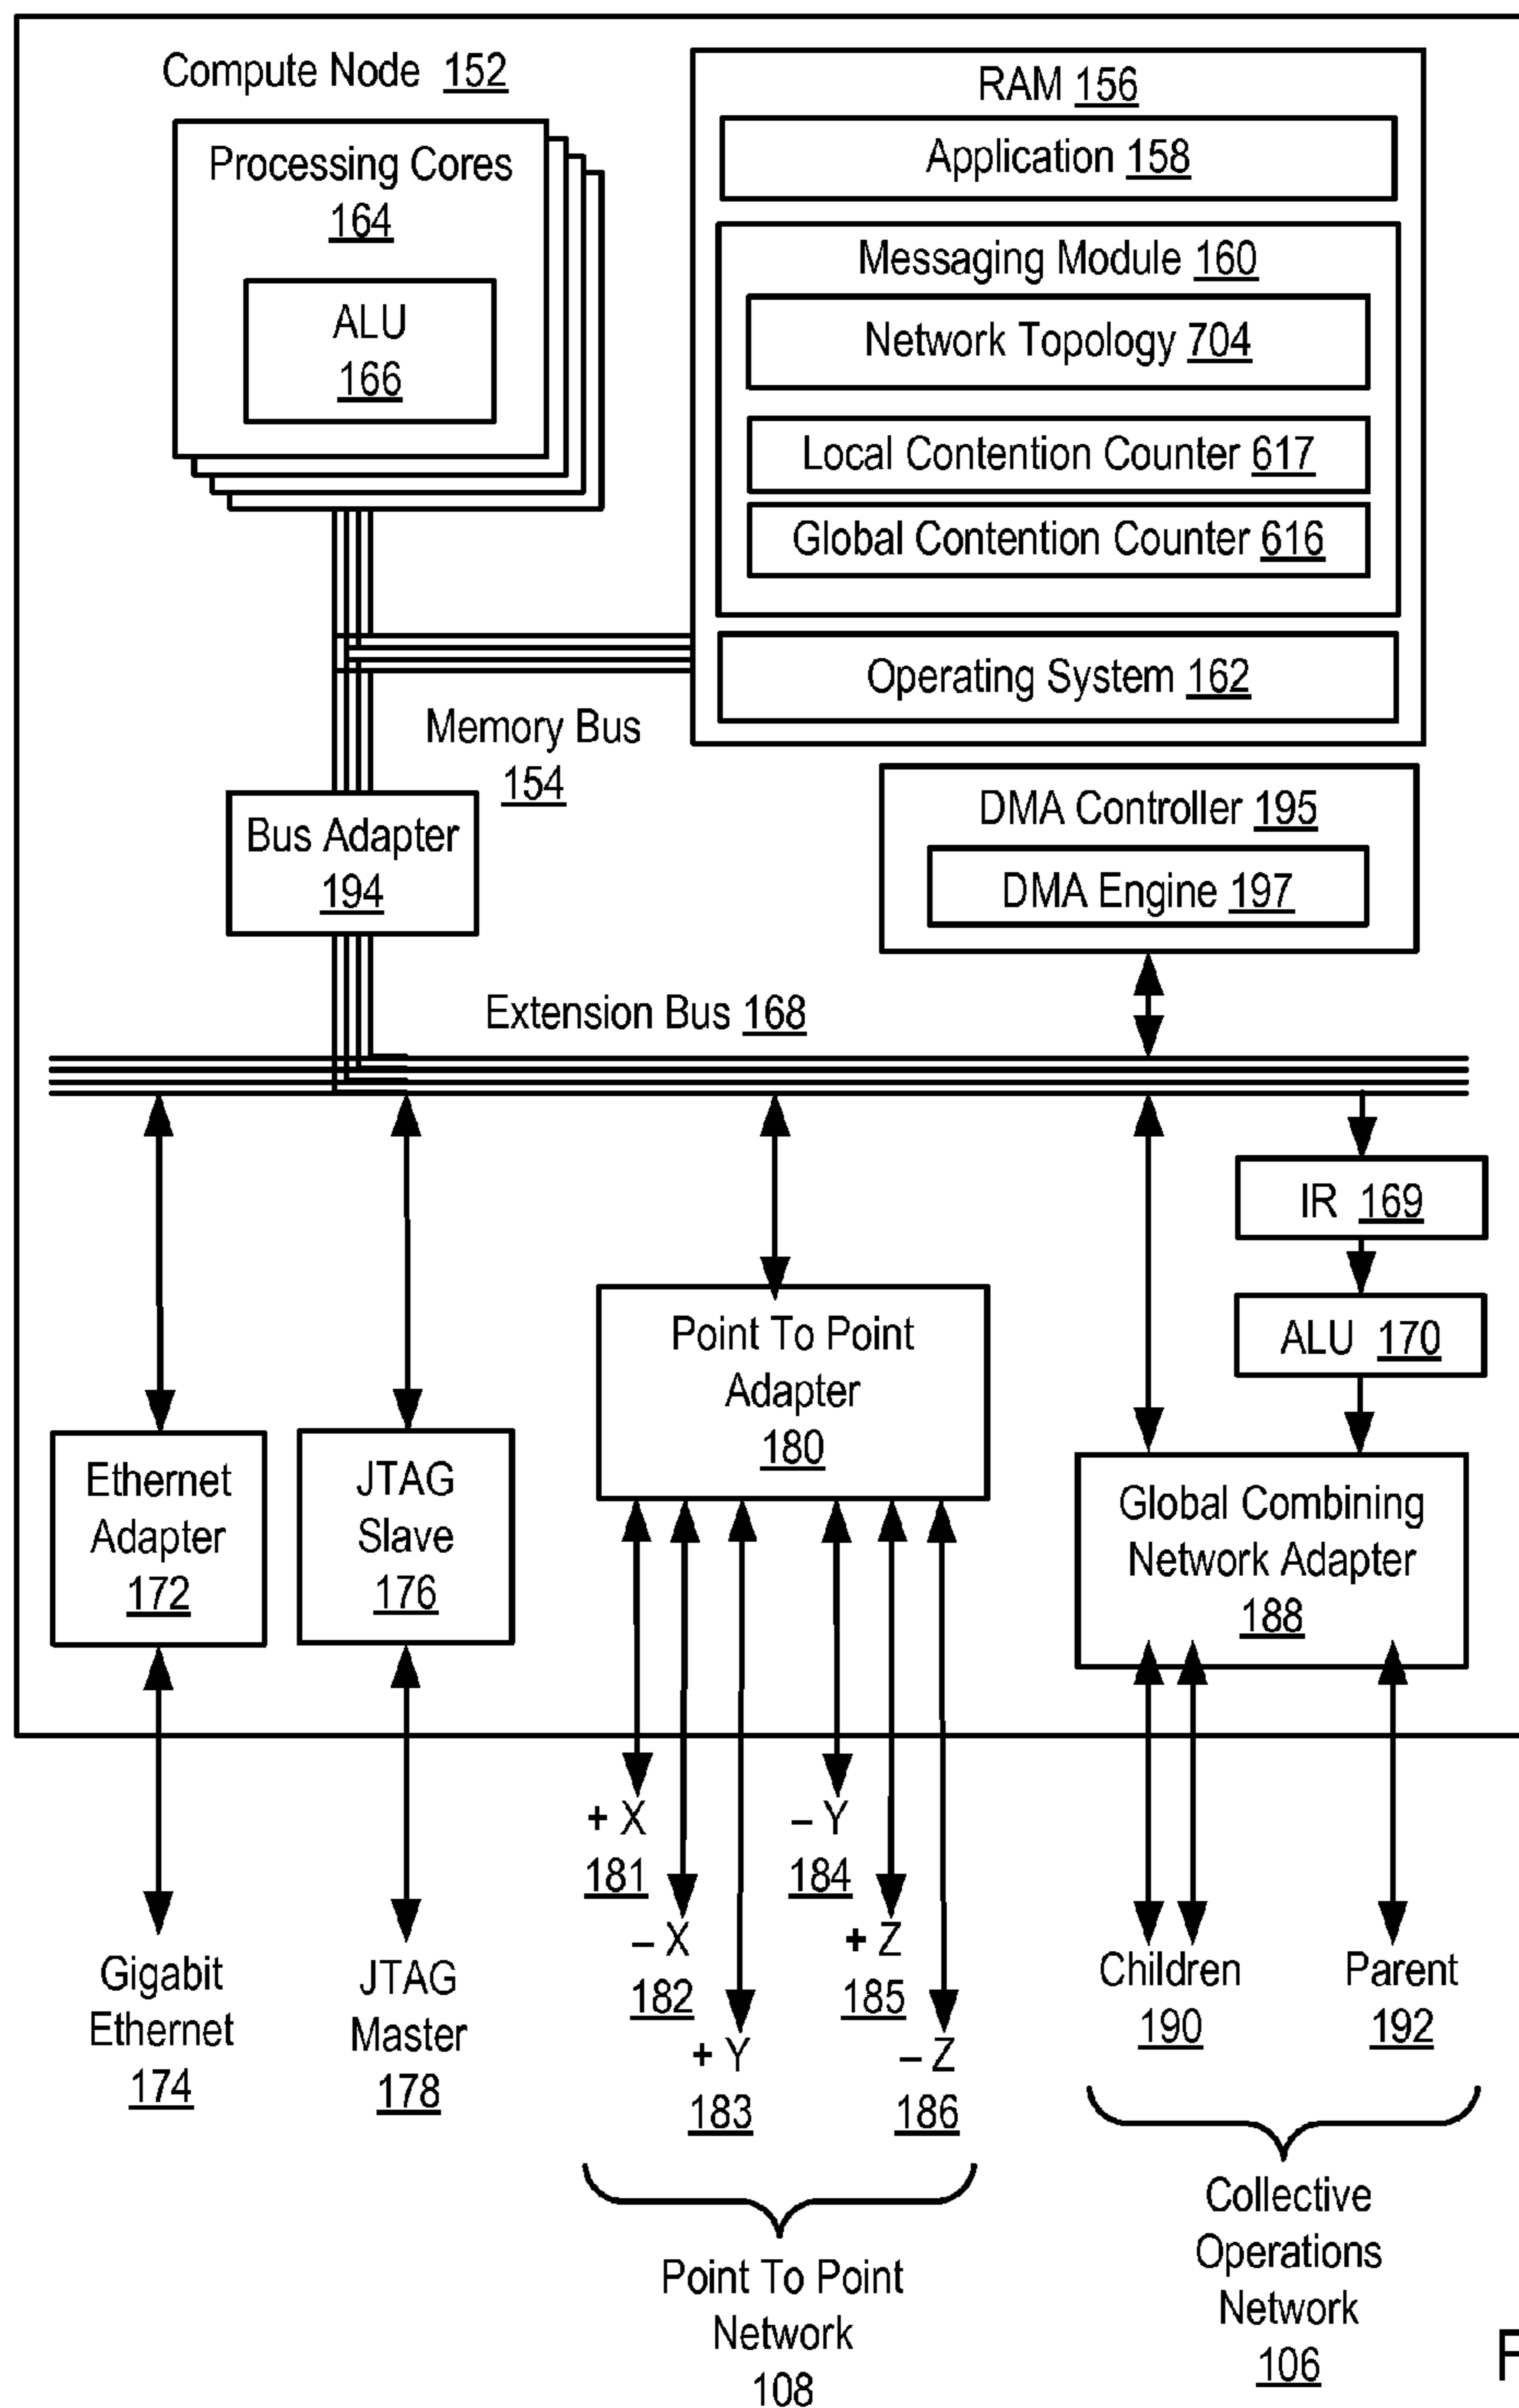 Compute Node 152
Processing Cores
164
ALU
166
RAM 156
Application 158
Messaging Module 160
Network Topology 704
Local Contention Counter 617
Global Contention Counter 616
Operating System 162
Memory Bus
154
Bus Adapter
194
DMA Controller 195
DMA Engine 197
Extension Bus 168
IR 169
ALU 170
Point To Point
Adapter
180
Ethernet
Adapter
172
JTAG
Slave
176
Global Combining
Network Adapter
188
+ X
181
– X
182
+ Y
183
– Y
184
+ Z
185
– Z
186
Gigabit
Ethernet
174
JTAG
Master
178
Children
190
Parent
192
Point To Point
Network
108
Collective
Operations
Network
106
F